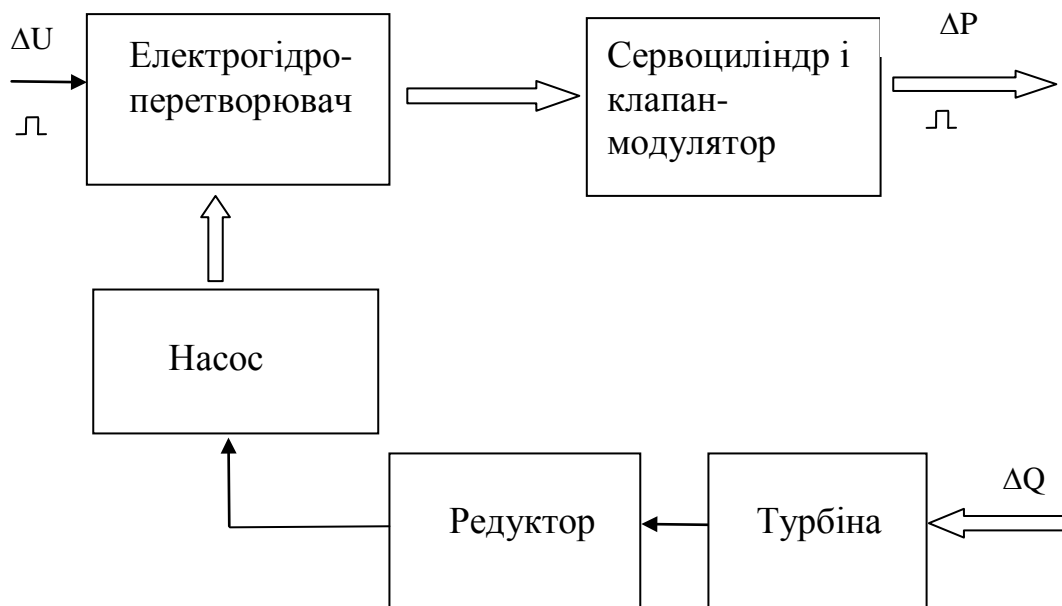 ΔU
Електрогідро-
перетворювач
Сервоциліндр і
клапан-
модулятор
ΔP
Насос
Редуктор
Турбіна
ΔQ